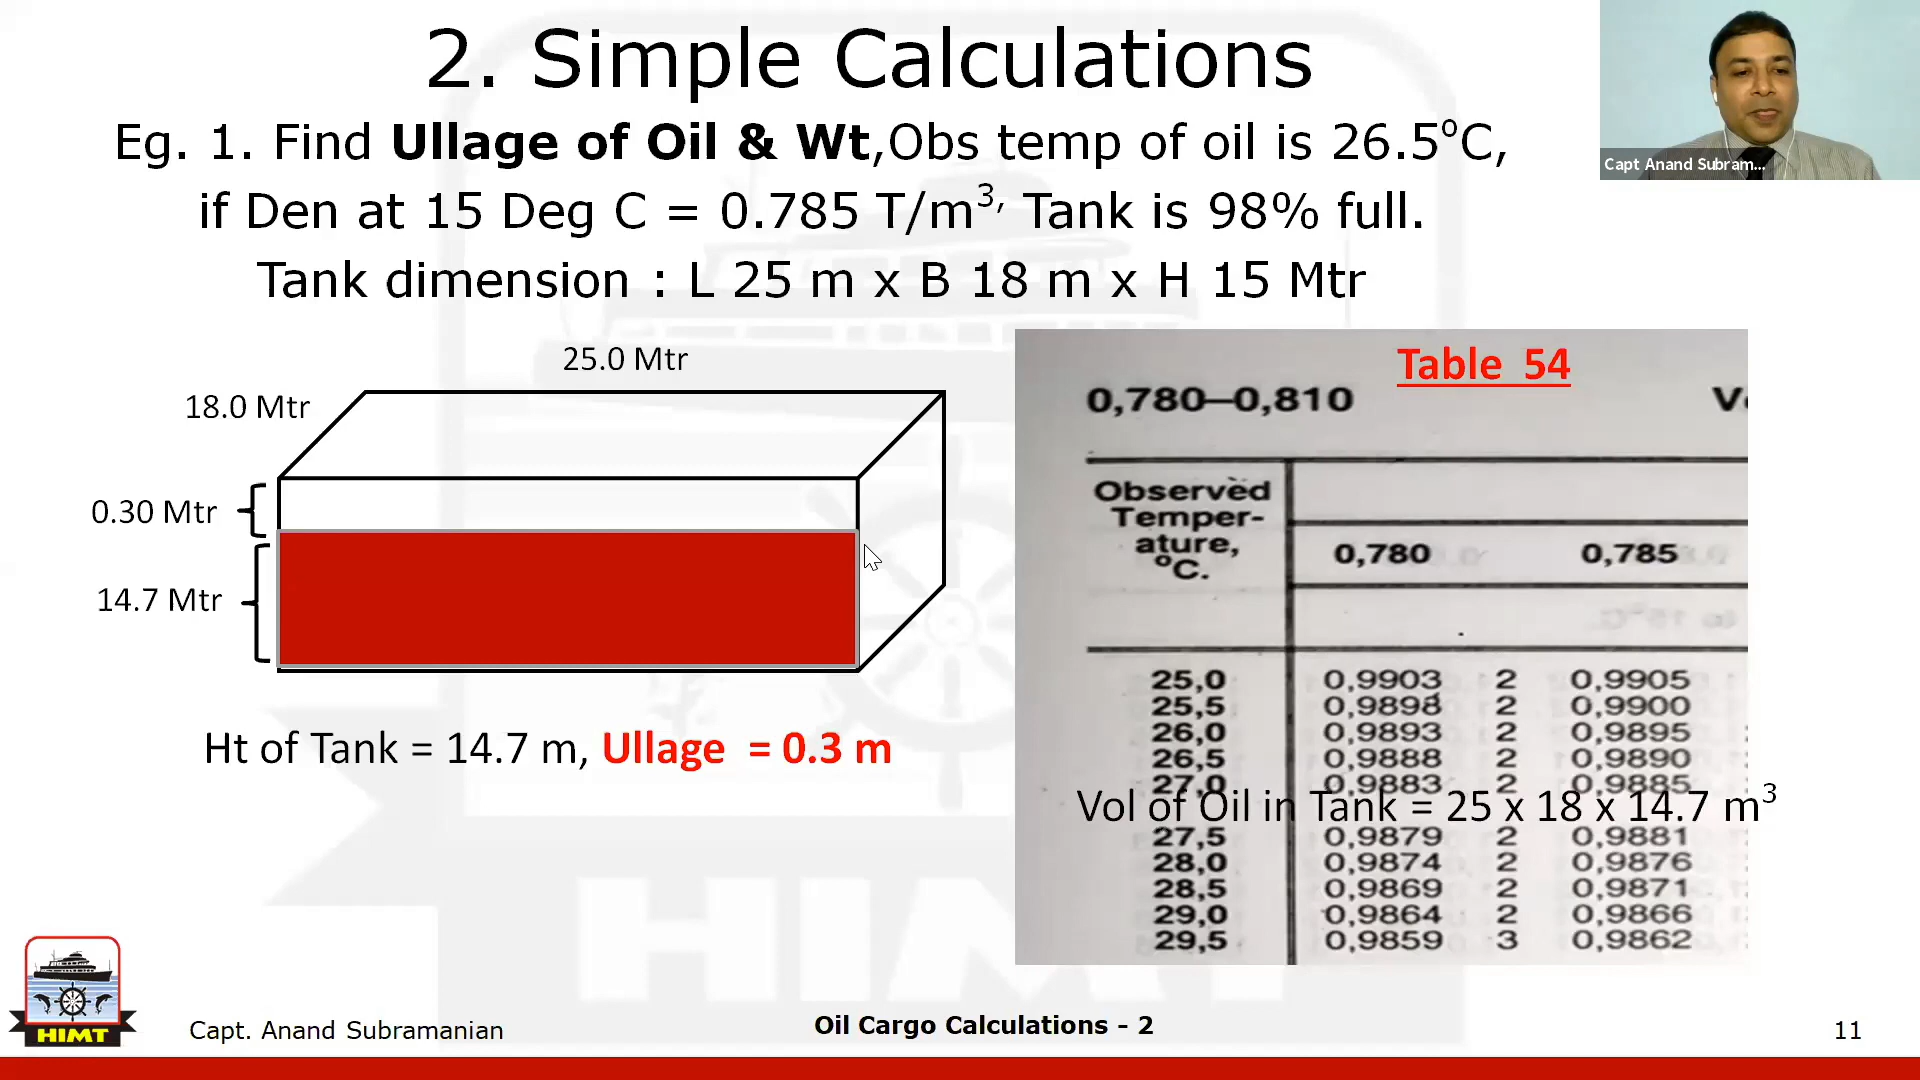 2. Simple Calculations
Eg. 1. Find Ullage of Oil & Wt,Obs temp of oil is 26.5°C,
if Den at 15 Deg C = 0.785 T/m³, Tank is 98% full.
Tank dimension : L 25 m x B 18 m x H 15 Mtr
Capt Anand Subram...
25.0 Mtr
18.0 Mtr
0.30 Mtr
14.7 Mtr
Ht of Tank = 14.7 m, Ullage = 0.3 m
Table 54
0,780—0,810
Observed
Temper-
ature,
°C.
0,780 0,785
25,0 0,9903 2 0,9905
25,5 0,9898 2 0,9900
26,0 0,9893 2 0,9895
26,5 0,9888 2 0,9890
27,0 0,9883 2 0,9885
Vol of Oil in Tank = 25 x 18 x 14.7 m³
27,5 0,9879 2 0,9881
28,0 0,9874 2 0,9876
28,5 0,9869 2 0,9871
29,0 0,9864 2 0,9866
29,5 0,9859 3 0,9862
HIMT
HIMT
Capt. Anand Subramanian
Oil Cargo Calculations - 2
11